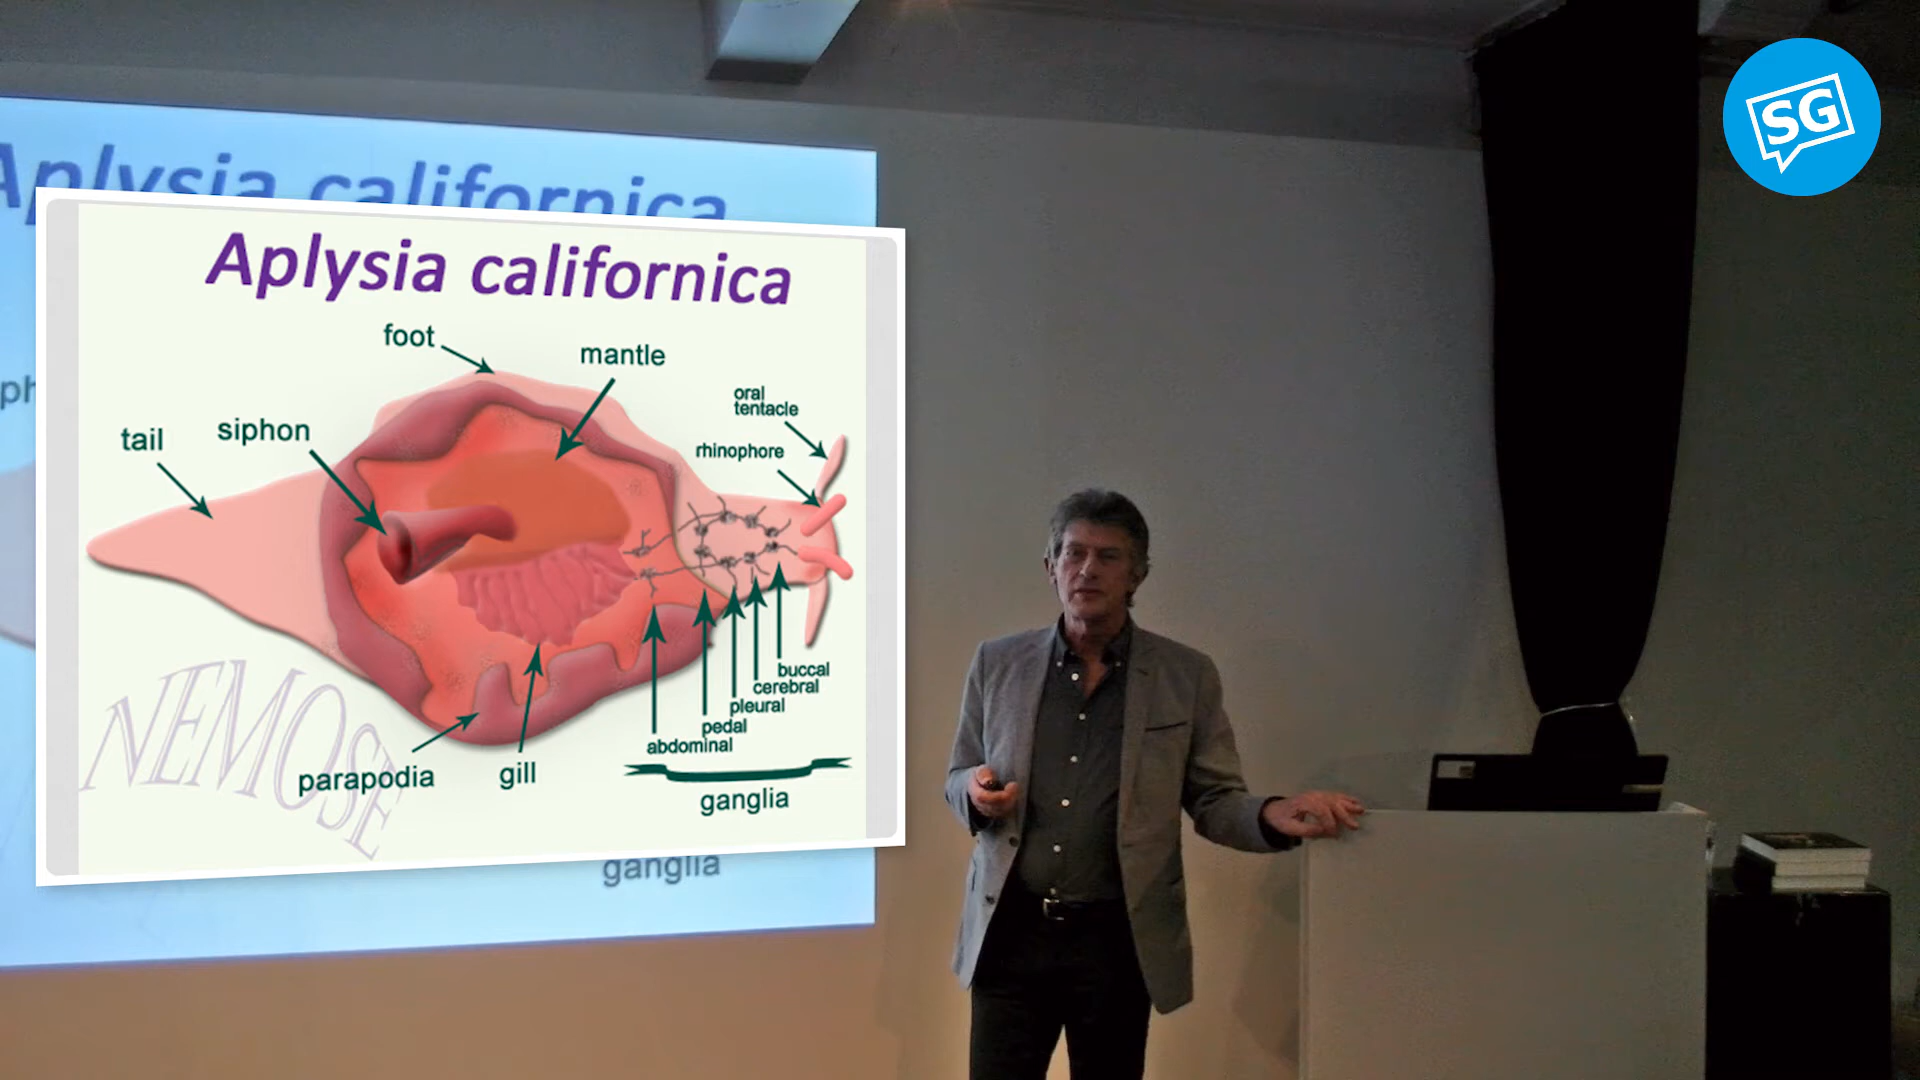 SG
Aplysia californica
Aplysia californica
foot
mantle
oral
tentacle
rhinophore
siphon
tail
ph
buccal
cerebral
pleural
pedal
abdominal
parapodia
gill
ganglia
NEMOSE
ganglia